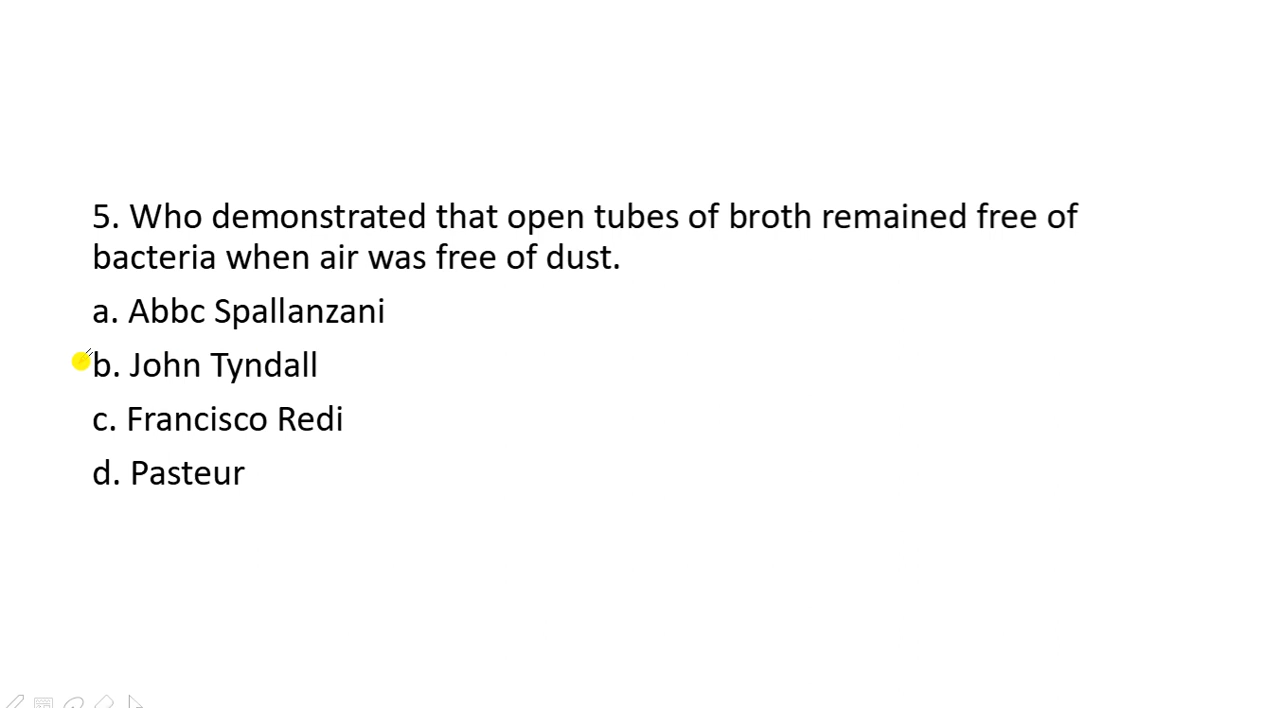 5. Who demonstrated that open tubes of broth remained free of
bacteria when air was free of dust.
a. Abbc Spallanzani
b. John Tyndall
c. Francisco Redi
d. Pasteur